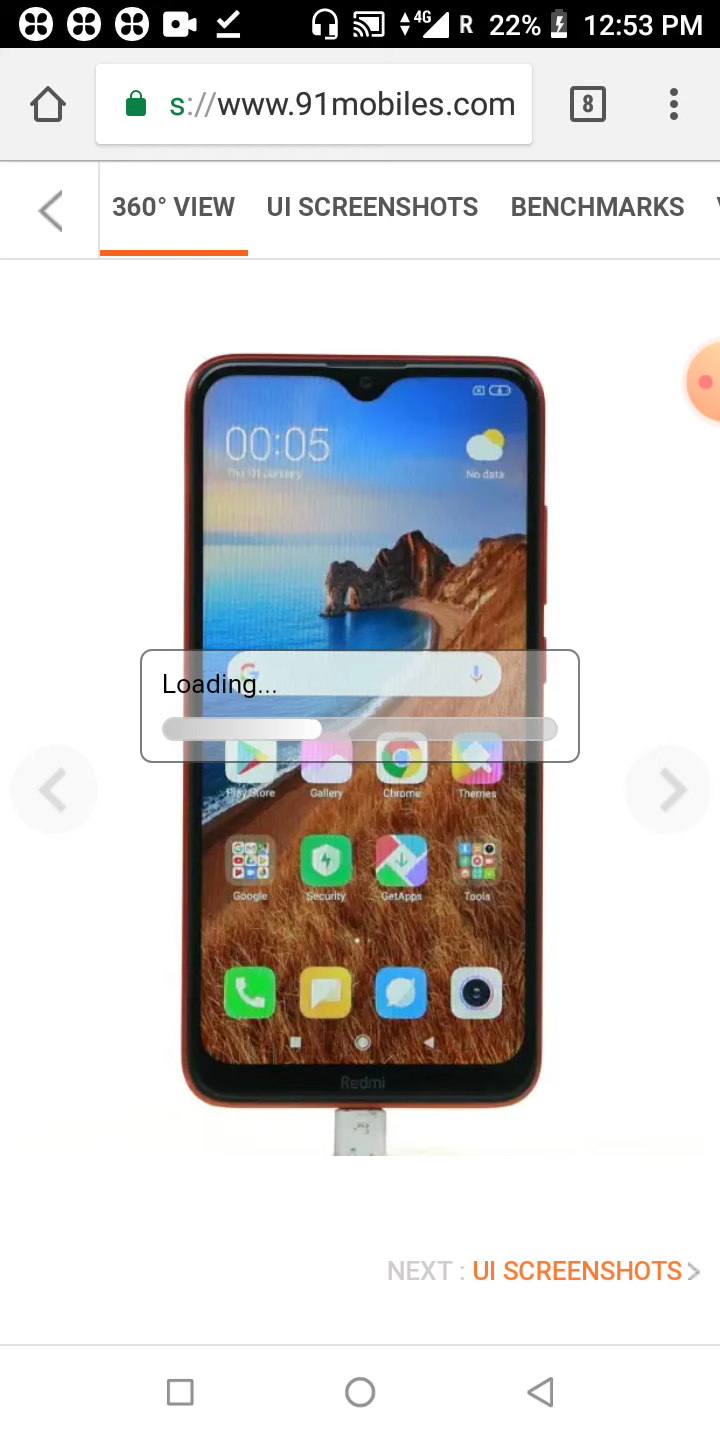 4G R 22% 12:53 PM
s://www.91mobiles.com
8
360° VIEW UI SCREENSHOTS BENCHMARKS
00:05
Thu 01 January
No data
Loading...
Play Store Gallery Chrome Themes
Google Security GetApps Tools
Redmi
NEXT : UI SCREENSHOTS